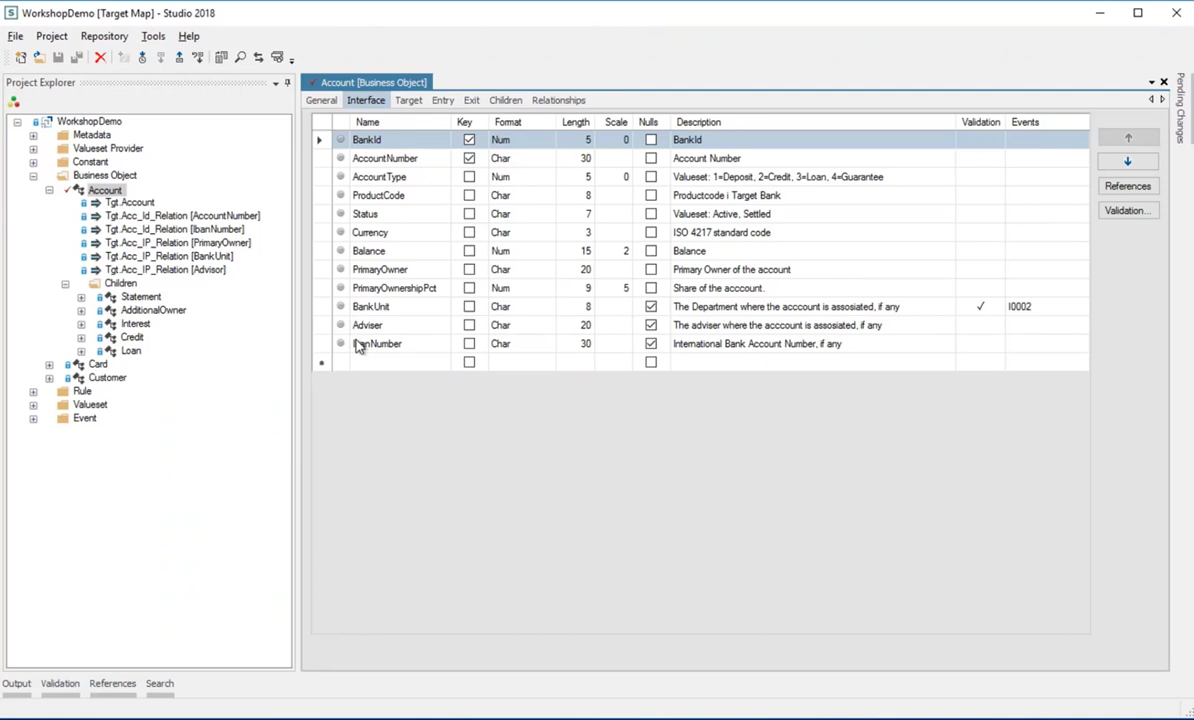 S WorkshopDemo [Target Map] - Studio 2018
File Project Repository Tools Help
Project Explorer
WorkshopDemo
Metadata
Valueset Provider
Constant
Business Object
Account
Tgt.Account
Tgt.Acc_Id_Relation [AccountNumber]
Tgt.Acc_Id_Relation [IbanNumber]
Tgt.Acc_IP_Relation [PrimaryOwner]
Tgt.Acc_IP_Relation [BankUnit]
Tgt.Acc_IP_Relation [Advisor]
Children
Statement
AdditionalOwner
Interest
Credit
Loan
Card
Customer
Rule
Valueset
Event
Account [Business Object]
General Interface Target Entry Exit Children Relationships
Name Key Format Length Scale Nulls Description Validation Events
BankId Num 5 0 BankId
AccountNumber Char 30 Account Number
AccountType Num 5 0 Valueset: 1=Deposit, 2=Credit, 3=Loan, 4=Guarantee
ProductCode Char 8 Productcode i Target Bank
Status Char 7 Valueset: Active, Settled
Currency Char 3 ISO 4217 standard code
Balance Num 15 2 Balance
PrimaryOwner Char 20 Primary Owner of the account
PrimaryOwnershipPct Num 9 5 Share of the acccount.
BankUnit Char 8 The Department where the acccount is assosiated, if any I0002
Adviser Char 20 The adviser where the acccount is assosiated, if any
IbanNumber Char 30 International Bank Account Number, if any
References
Validation...
Pending Changes
Output Validation References Search